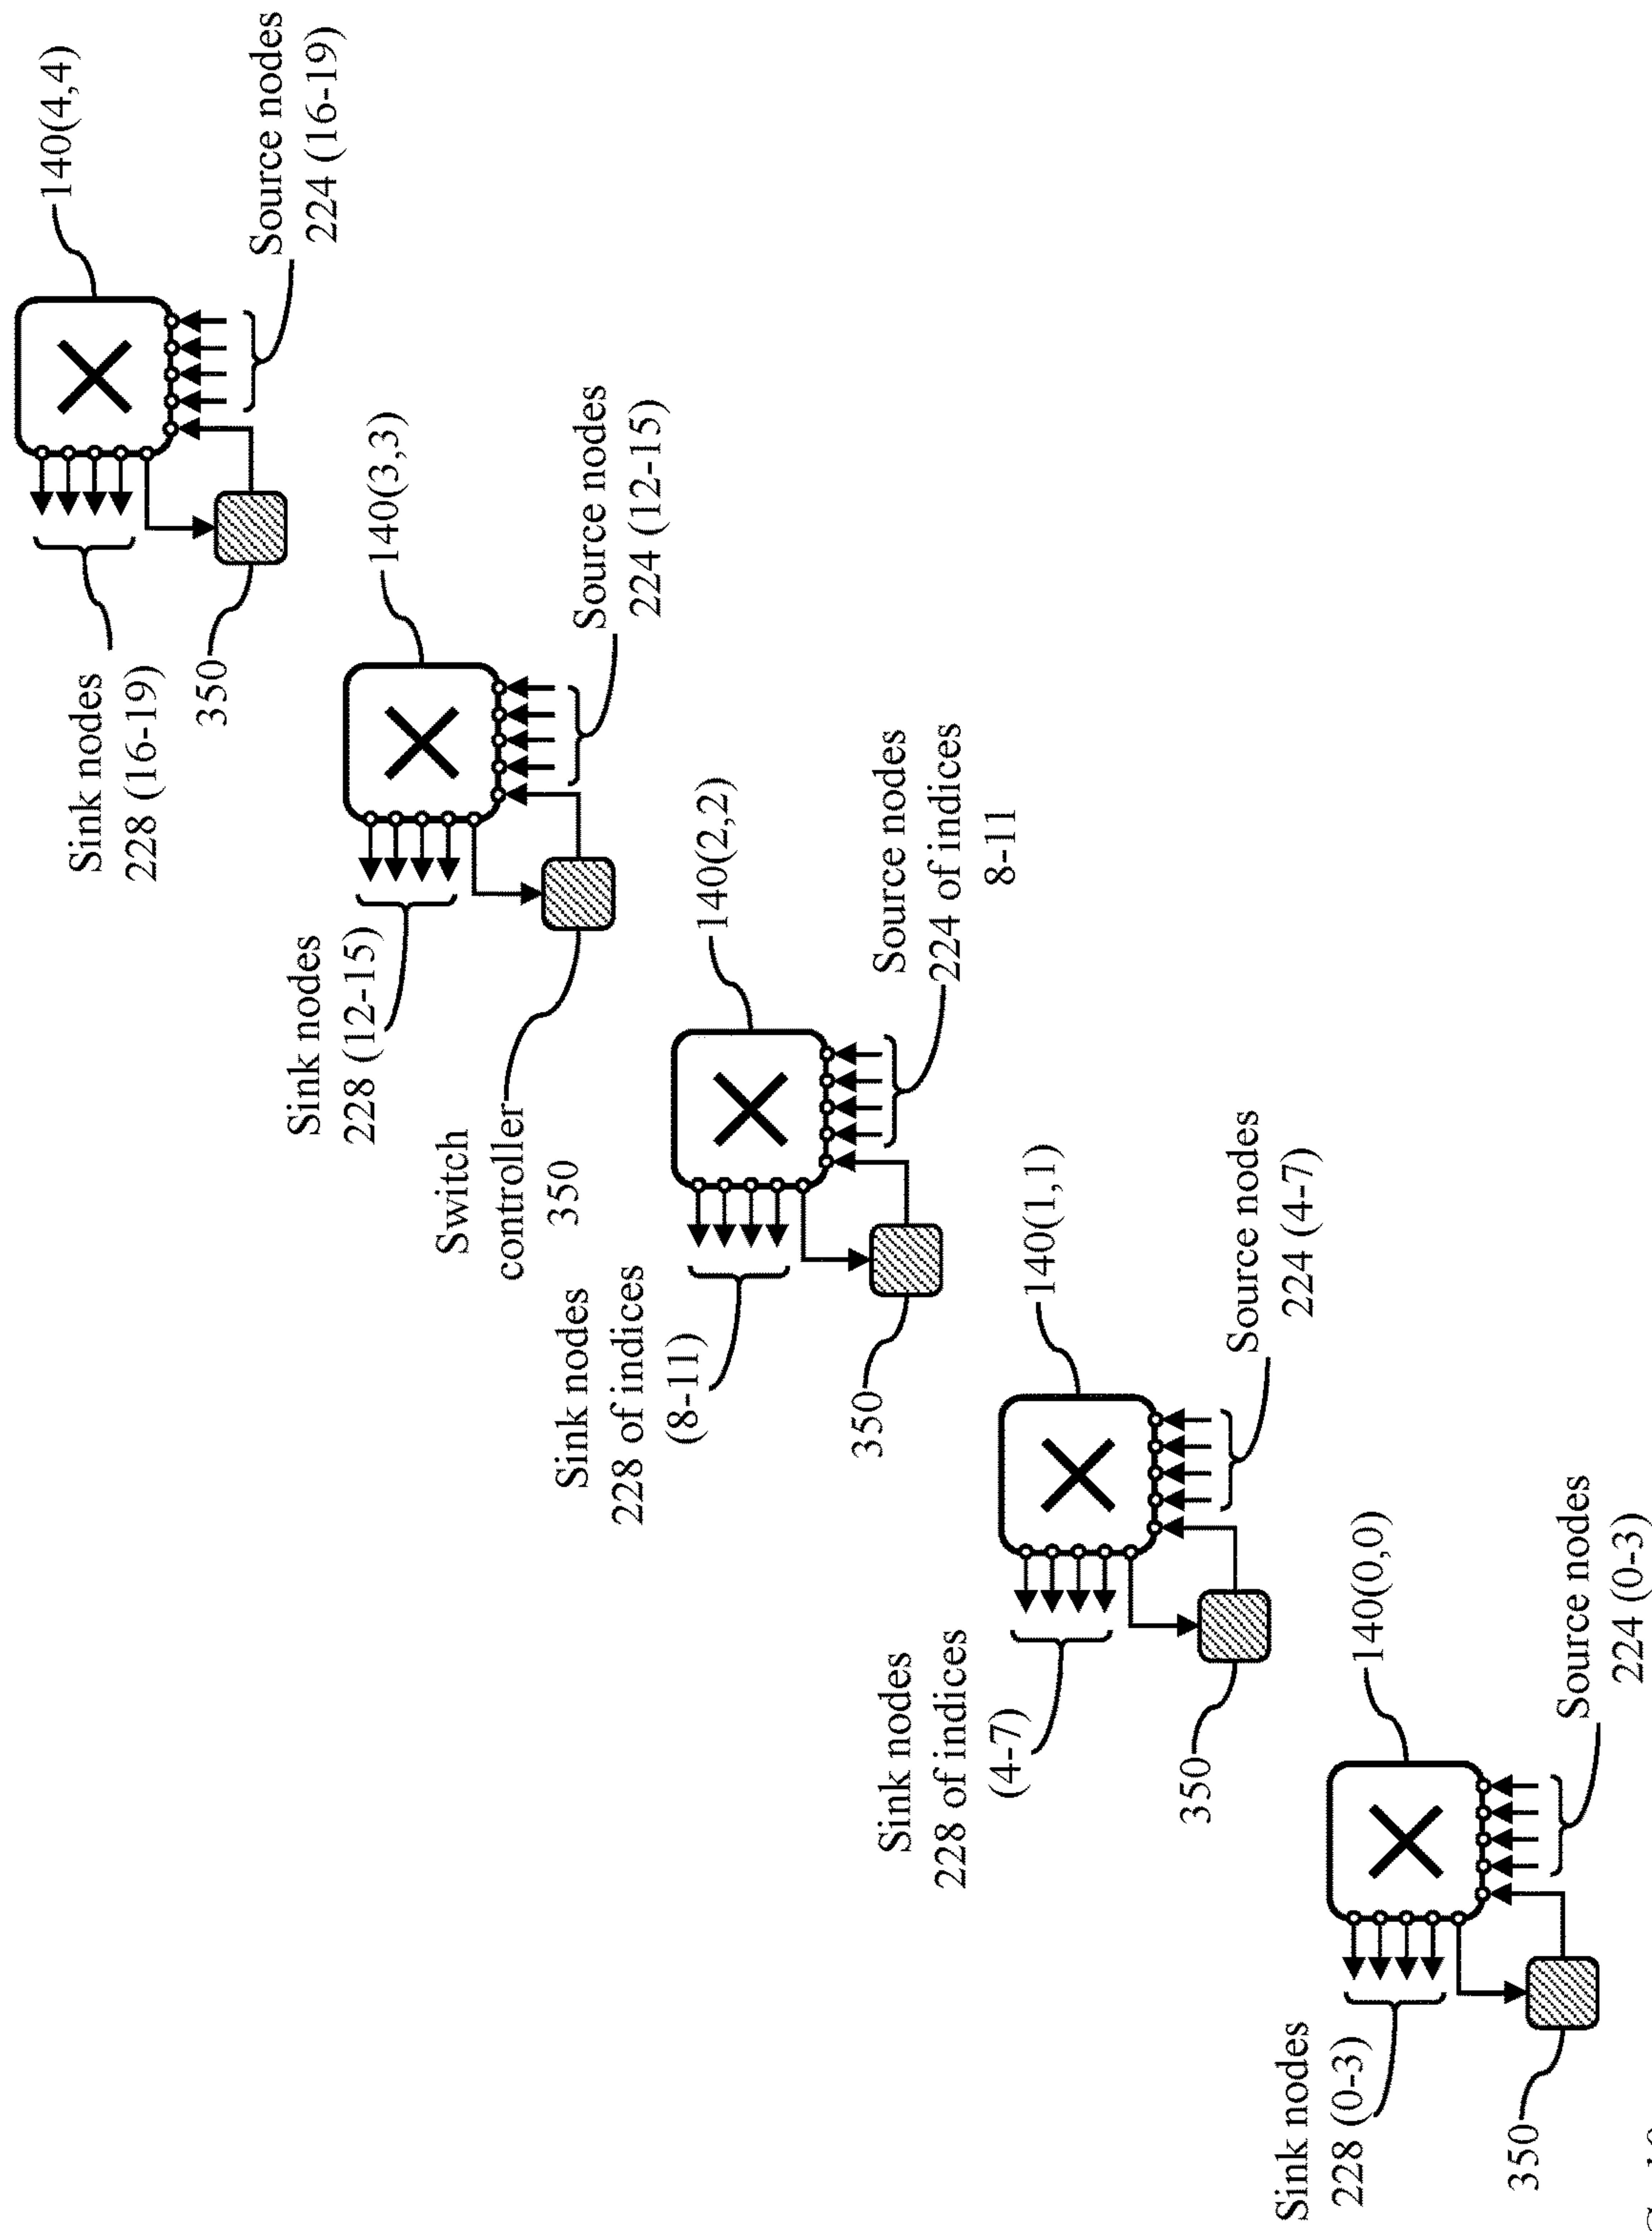 140(4,4)
Sink nodes
228 (16-19)
350
Source nodes
224 (16-19)
Sink nodes
228 (12-15)
140(3,3)
Switch
controller
350
Sink nodes
228 of indices
(8-11)
Source nodes
224 (12-15)
140(2,2)
350
Source nodes
224 of indices
8-11
Sink nodes
228 of indices
(4-7)
140(1,1)
350
Source nodes
224 (4-7)
Sink nodes
228 (0-3)
140(0,0)
350
Source nodes
224 (0-3)